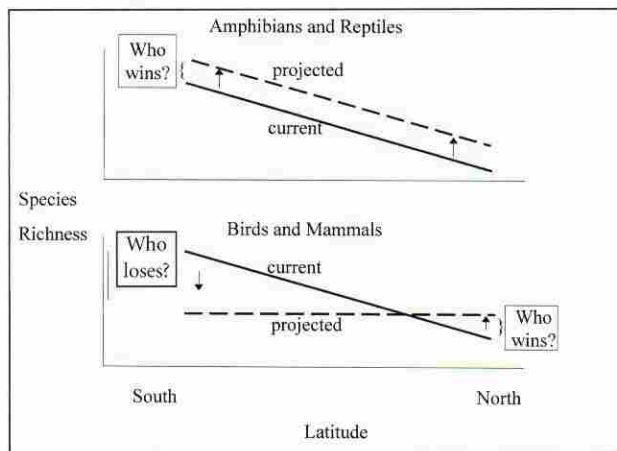 Amphibians and Reptiles
Who
wins?
projected
current
Species
Richness
Birds and Mammals
Who
loses?
current
projected
Who
wins?
South
North
Latitude